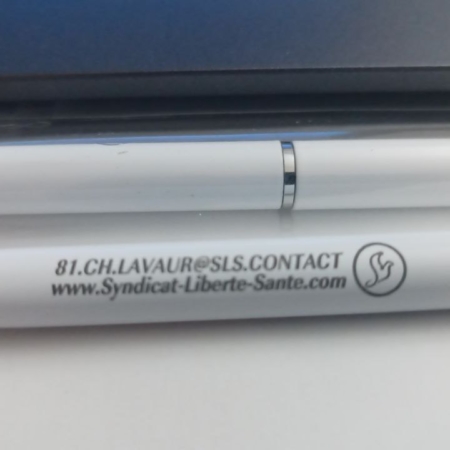 81.CH.LAVAUR@SLS.CONTACT
www.Syndicat-Liberte-Sante.com